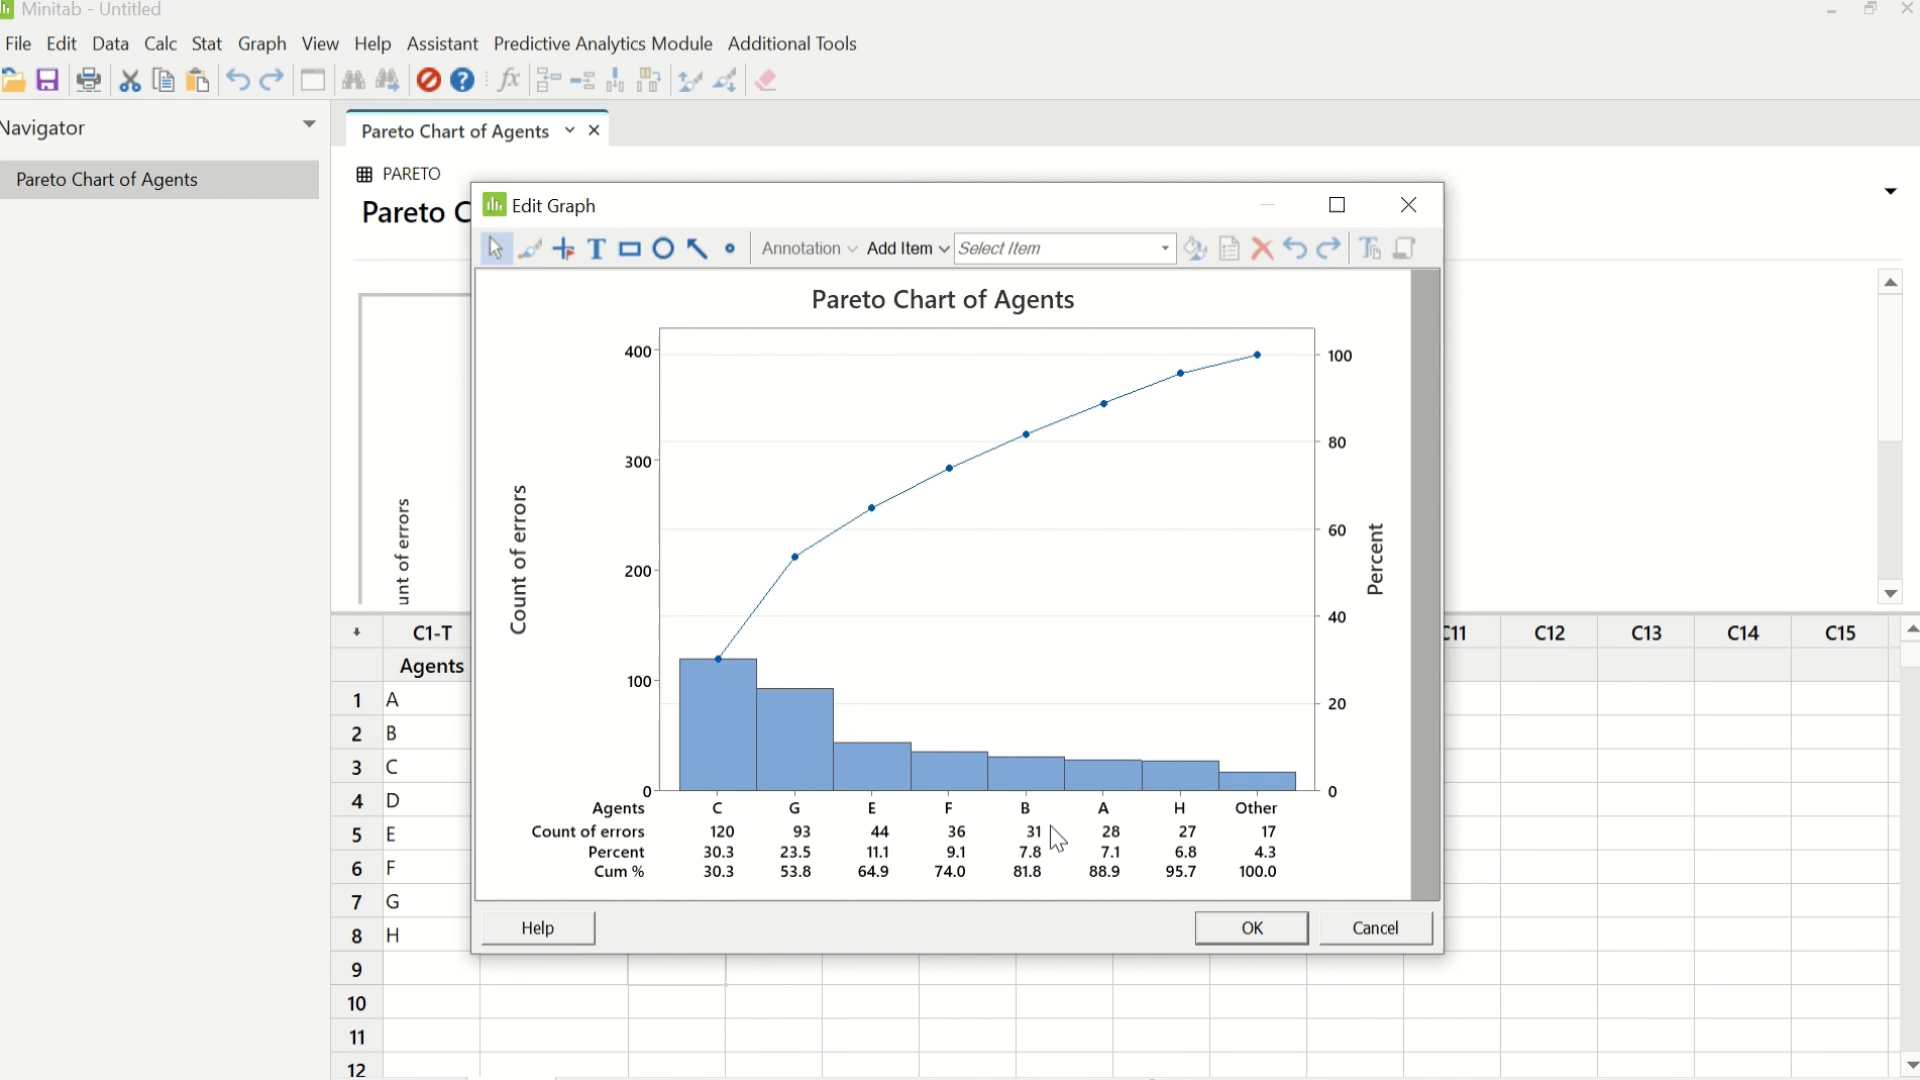 Minitab - Untitled
File Edit Data Calc Stat Graph View Help Assistant Predictive Analytics Module Additional Tools
fx
Navigator
Pareto Chart of Agents
Pareto Chart of Agents
PARETO
Pareto C
Edit Graph
T Annotation Add Item Select Item
Pareto Chart of Agents
400
300
200
100
0
Count of errors
100
80
60
40
20
0
Percent
Agents C G E F B A H Other
Count of errors 120 93 44 36 31 28 27 17
Percent 30.3 23.5 11.1 9.1 7.8 7.1 6.8 4.3
Cum % 30.3 53.8 64.9 74.0 81.8 88.9 95.7 100.0
Help OK Cancel
unt of errors
C1-T C11 C12 C13 C14 C15
Agents
1 A
2 B
3 C
4 D
5 E
6 F
7 G
8 H
9
10
11
12